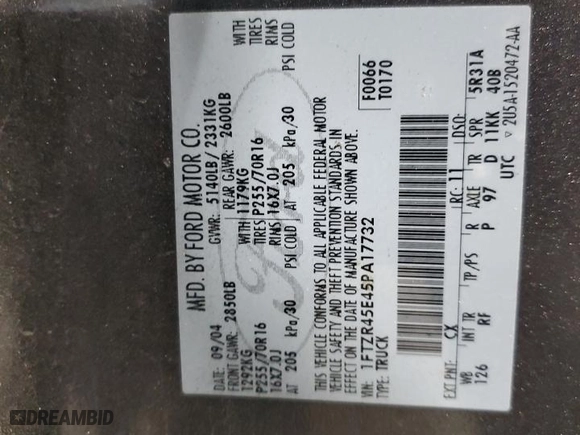 MFD. BY FORD MOTOR CO.
DATE: 09/04 GVWR: 5140LB/ 2331KG
FRONT GAWR: 2850LB REAR GAWR: 2600LB
1292KG WITH 1179KG WITH
P255/70R16 TIRES P255/70R16 TIRES
16X7.0J RIMS 16X7.0J RIMS
AT 205 kPa/30 PSI COLD AT 205 kPa/30 PSI COLD
THIS VEHICLE CONFORMS TO ALL APPLICABLE FEDERAL MOTOR
VEHICLE SAFETY AND THEFT PREVENTION STANDARDS IN
EFFECT ON THE DATE OF MANUFACTURE SHOWN ABOVE.
VIN: 1FTZR45E45PA17732 F0066
TYPE: TRUCK T0170
EXT PNT: CX RC: 11 DSO:
WB INT TR TP/PS R AXLE TR SPR 5R31A
126 RF P 97 D 11KK 40B
UTC ▽ 2U5A-1520472-AA
Ford
DREAMBID